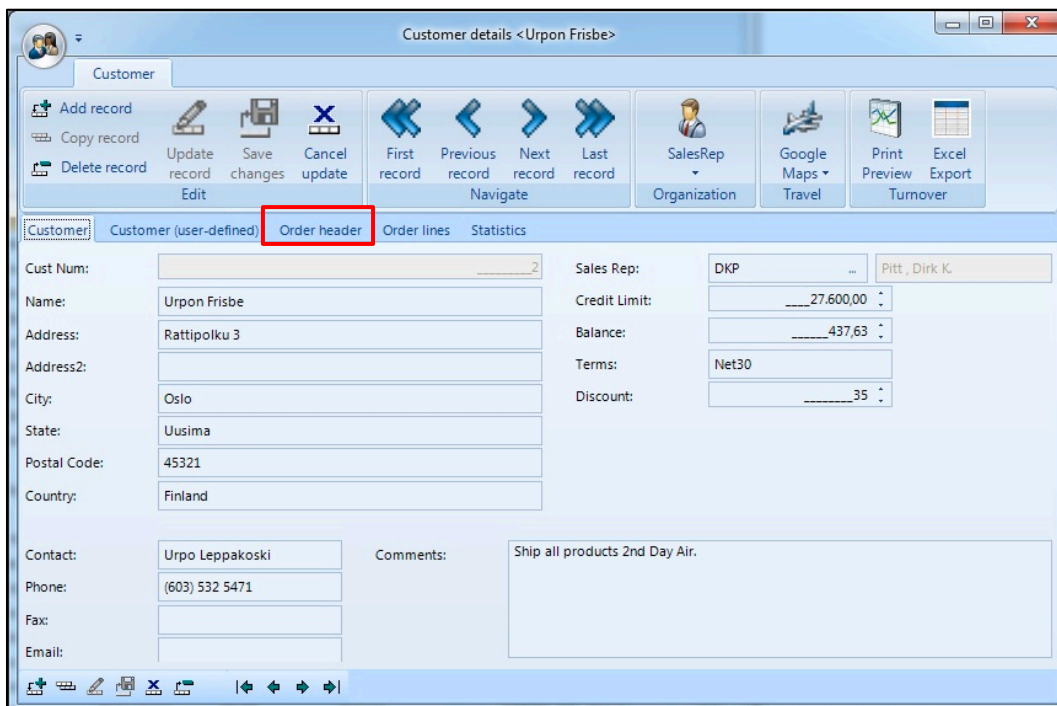 Customer details <Urpon Frisbe>
Customer
Add record
Copy record
Delete record
Update record
Save changes
Cancel update
Edit
First record
Previous record
Next record
Last record
Navigate
SalesRep
Organization
Google Maps
Travel
Print Preview
Excel Export
Turnover
Customer Customer (user-defined) Order header Order lines Statistics
Cust Num: _________2
Name: Urpon Frisbe
Address: Rattipolku 3
Address2:
City: Oslo
State: Uusima
Postal Code: 45321
Country: Finland
Sales Rep: DKP ... Pitt , Dirk K.
Credit Limit: ____27.600,00
Balance: ______437,63
Terms: Net30
Discount: ________35
Contact: Urpo Leppakoski
Phone: (603) 532 5471
Fax:
Email:
Comments: Ship all products 2nd Day Air.